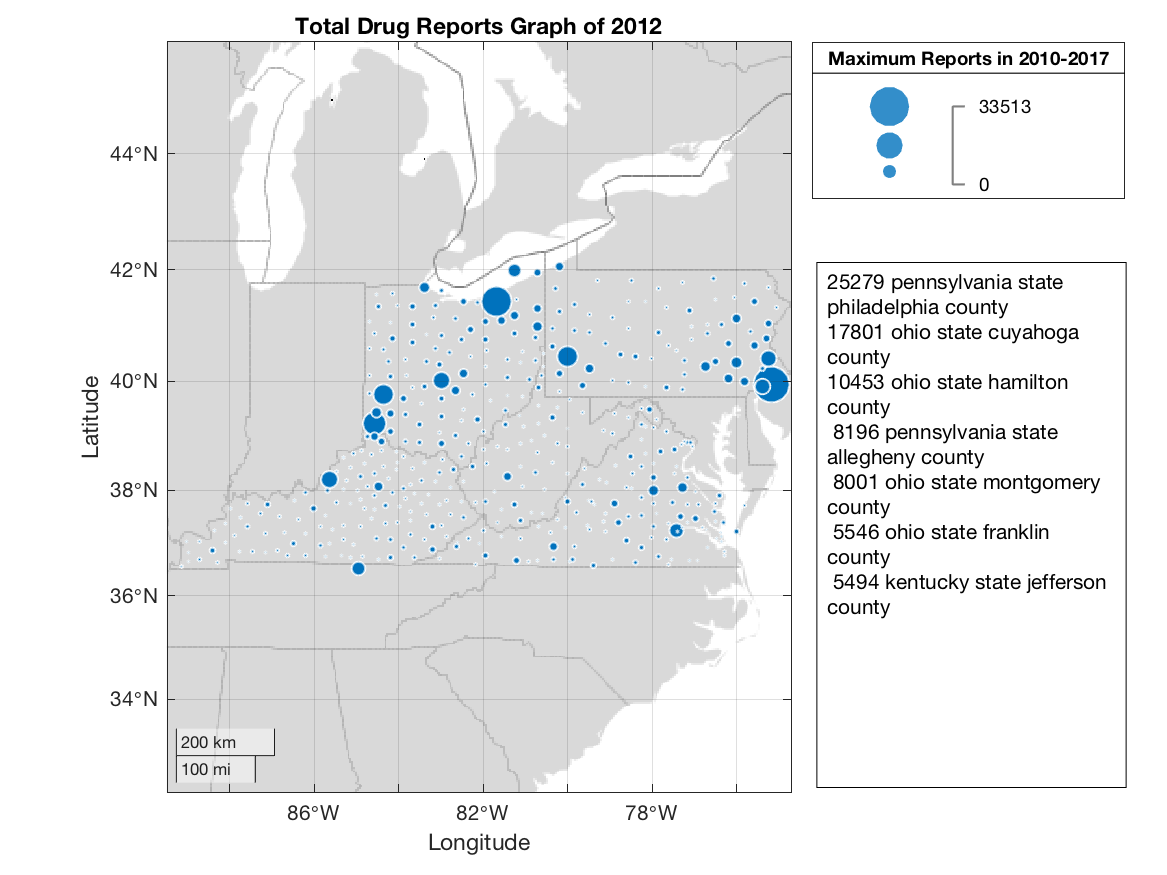 Total Drug Reports Graph of 2012
Maximum Reports in 2010-2017
33513
0
44°N
42°N
40°N
38°N
36°N
34°N
Latitude
25279 pennsylvania state
philadelphia county
17801 ohio state cuyahoga
county
10453 ohio state hamilton
county
8196 pennsylvania state
allegheny county
8001 ohio state montgomery
county
5546 ohio state franklin
county
5494 kentucky state jefferson
county
200 km
100 mi
86°W
82°W
78°W
Longitude